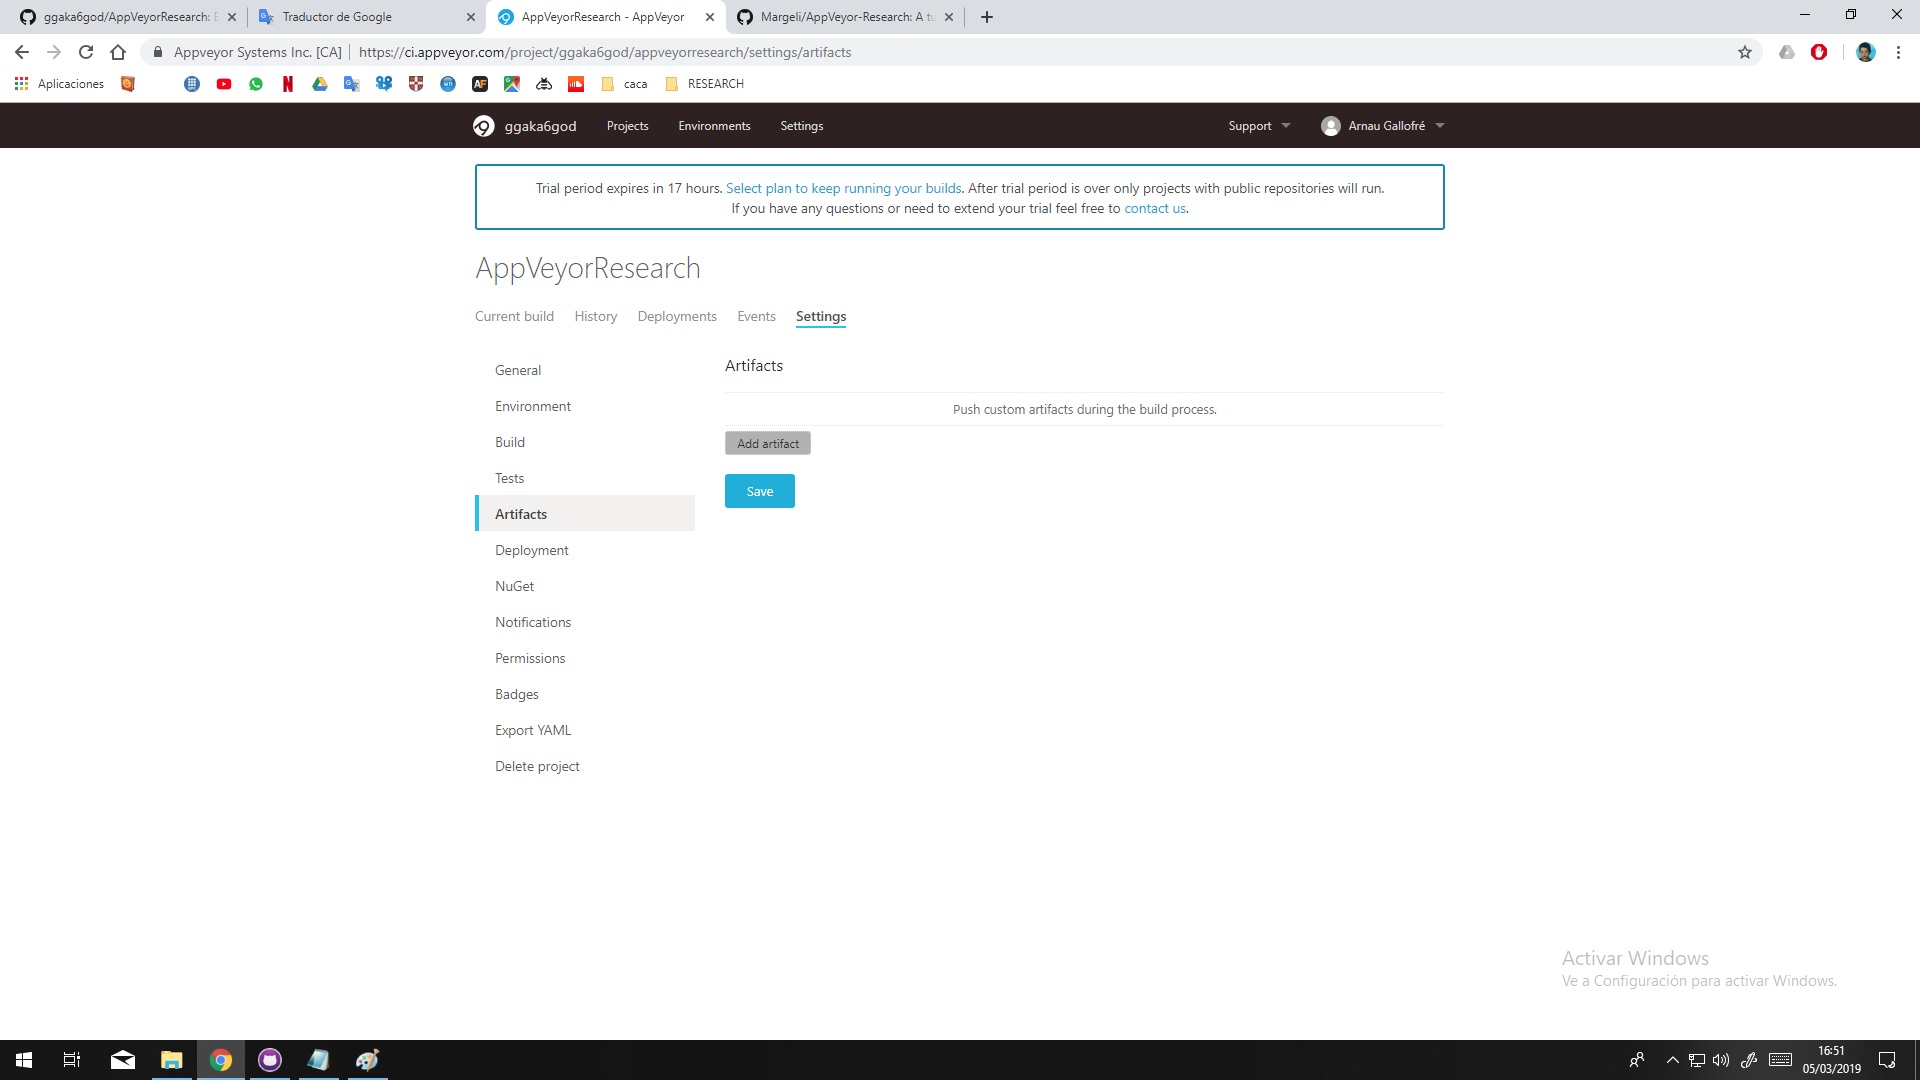 ggaka6god/AppVeyorResearch:
Traductor de Google
AppVeyorResearch - AppVeyor
Margeli/AppVeyor-Research: A tu
Appveyor Systems Inc. [CA]
https://ci.appveyor.com/project/ggaka6god/appveyorresearch/settings/artifacts
Aplicaciones
caca
RESEARCH
ggaka6god
Projects
Environments
Settings
Support
Arnau Gallofré
Trial period expires in 17 hours. Select plan to keep running your builds. After trial period is over only projects with public repositories will run.
If you have any questions or need to extend your trial feel free to contact us.
AppVeyorResearch
Current build
History
Deployments
Events
Settings
General
Environment
Build
Tests
Artifacts
Deployment
NuGet
Notifications
Permissions
Badges
Export YAML
Delete project
Artifacts
Push custom artifacts during the build process.
Add artifact
Save
Activar Windows
Ve a Configuración para activar Windows.
16:51
05/03/2019